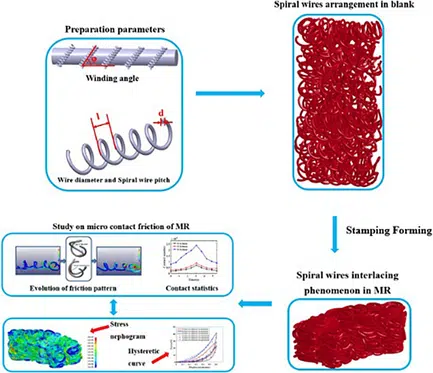 Preparation parameters
φ
Winding angle
l
d
Wire diameter and Spiral wire pitch
Spiral wires arrangement in blank
Stamping Forming
Spiral wires interlacing
phenomenon in MR
Study on micro contact friction of MR
Evolution of friction pattern
Contact statistics
Stress
nephogram
Hysteretic
curve